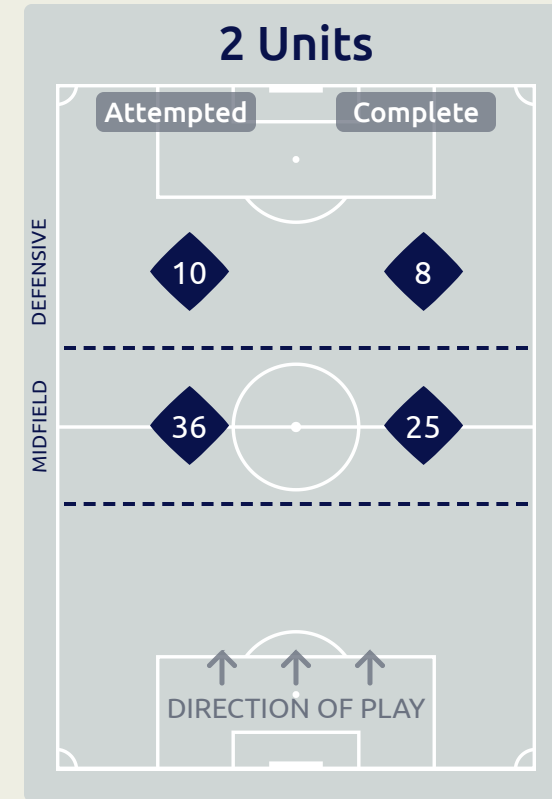 2 Units
Attempted Complete
DEFENSIVE
10 8
MIDFIELD
36 25
DIRECTION OF PLAY